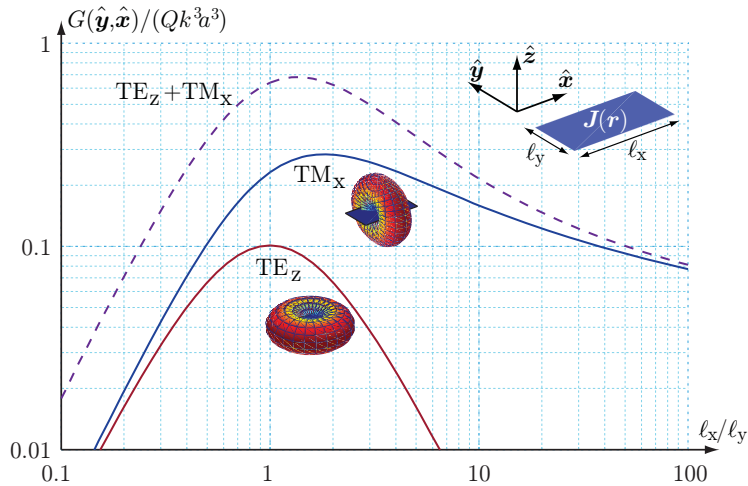 G(ŷ,x̂)/(Qk³a³)
1
ẑ
ŷ
x̂
TE_z+TM_x
J(r)
ℓ_y
ℓ_x
TM_x
0.1
TE_z
0.01
ℓ_x/ℓ_y
0.1
1
10
100